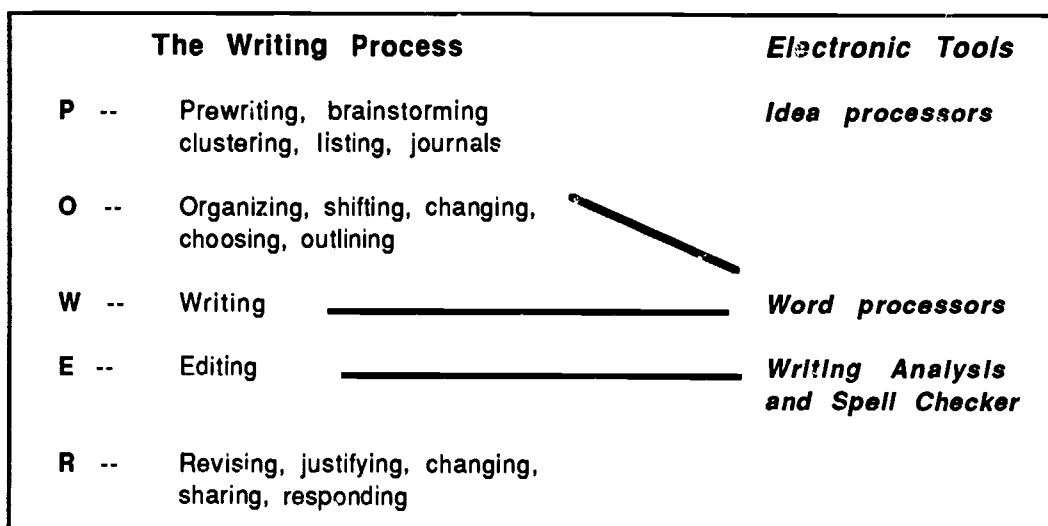 The Writing Process Electronic Tools
P -- Prewriting, brainstorming Idea processors
clustering, listing, journals
O -- Organizing, shifting, changing,
choosing, outlining
W -- Writing Word processors
E -- Editing Writing Analysis
and Spell Checker
R -- Revising, justifying, changing,
sharing, responding